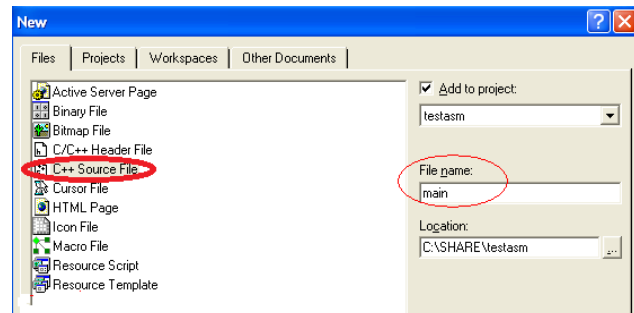 New
Files Projects Workspaces Other Documents
Active Server Page
Binary File
Bitmap File
C/C++ Header File
C++ Source File
Cursor File
HTML Page
Icon File
Macro File
Resource Script
Resource Template
Add to project:
testasm
File name:
main
Location:
C:\SHARE\testasm
...